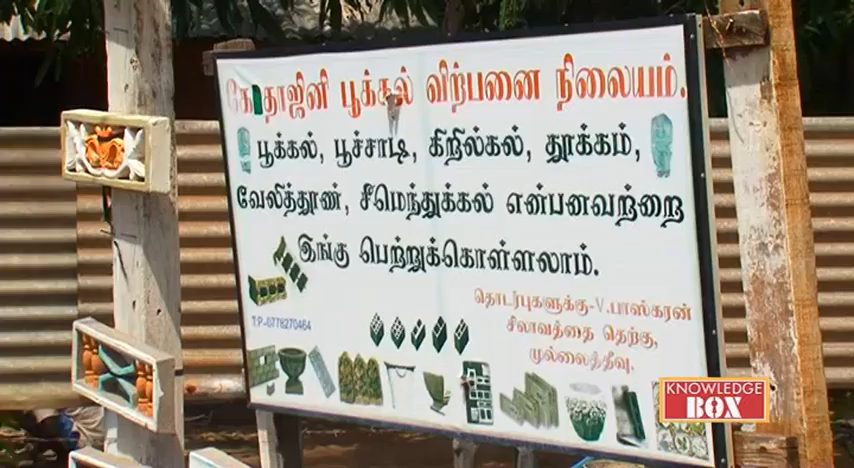 கேதாஜினி பூக்கல் விற்பனை நிலையம்.
பூக்கல், பூச்சாடி, கிறில்கல், தூக்கம்,
வேலித்தூண், சீமெந்துக்கல் என்பனவற்றை
இங்கு பெற்றுக்கொள்ளலாம்.
தொடர்புகளுக்கு-V.பாஸ்கரன்
சிலாவத்தை தெற்கு,
முல்லைத்தீவு.
T.P-0778270464
KNOWLEDGE
BOX